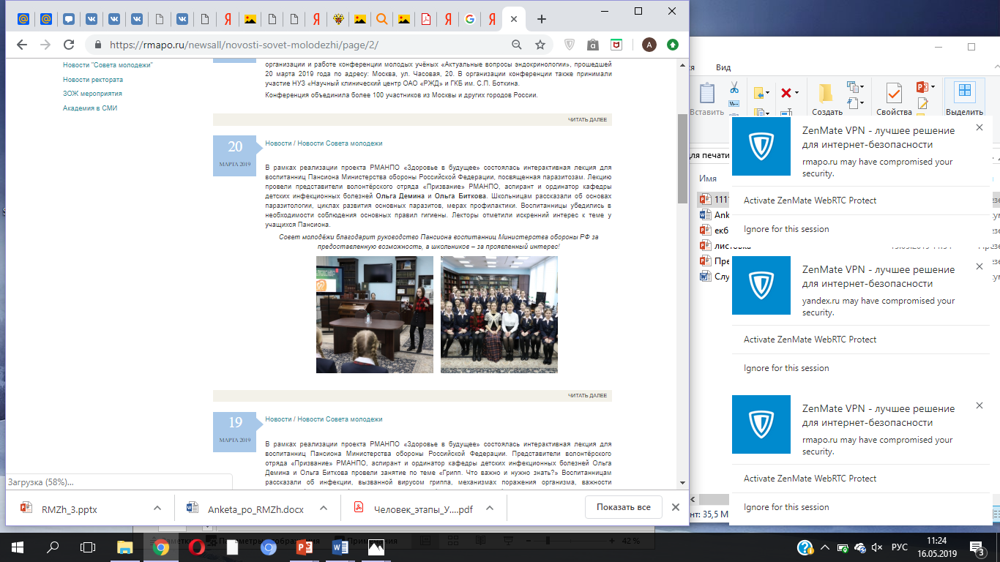 https://rmapo.ru/newsall/novosti-sovet-molodezhi/page/2/
A
Новости "Совета молодежи"
Новости ректората
ЗОЖ мероприятия
Академия в СМИ
организации и работе конференции молодых учёных «Актуальные вопросы эндокринологии», прошедшей
20 марта 2019 года по адресу: Москва, ул. Часовая, 20. В организации конференции также принимали
участие НУЗ «Научный клинический центр ОАО «РЖД» и ГКБ им. С.П. Боткина.
Конференция объединила более 100 участников из Москвы и других городов России.
ЧИТАТЬ ДАЛЕЕ
20
МАРТА 2019
Новости / Новости Совета молодежи
В рамках реализации проекта РМАНПО «Здоровье в будущее» состоялась интерактивная лекция для
воспитанниц Пансиона Министерства обороны Российской Федерации, посвященная паразитозам. Лекцию
провели представители волонтёрского отряда «Призвание» РМАНПО, аспирант и ординатор кафедры
детских инфекционных болезней Ольга Демина и Ольга Биткова. Школьницам рассказали об основах
паразитологии, циклах развития основных паразитов, мерах профилактики. Воспитанницы убедились в
необходимости соблюдения основных правил гигиены. Лекторы отметили искренний интерес к теме у
учащихся Пансиона.
Совет молодёжи благодарит руководство Пансиона воспитанниц Министерства обороны РФ за
предоставленную возможность, а школьников – за проявленный интерес!
ЧИТАТЬ ДАЛЕЕ
19
МАРТА 2019
Новости / Новости Совета молодежи
В рамках реализации проекта РМАНПО «Здоровье в будущее» состоялась интерактивная лекция для
воспитанниц Пансиона Министерства обороны Российской Федерации. Представители волонтёрского
отряда «Призвание» РМАНПО, аспирант и ординатор кафедры детских инфекционных болезней Ольга
Демина и Ольга Биткова провели занятие по теме «Грипп. Что важно и нужно знать?» Воспитанницам
рассказали об инфекции, вызванной вирусом гриппа, механизмах поражения организма, важности
Загрузка (58%)...
RMZh_3.pptx
Anketa_po_RMZh.docx
Человек_этапы_У....pdf
Показать все
Вид
Вставить
Создать
Свойства
Выделить
для печати
Имя
1111
Ank
екб
листовка
Пре
Слу
ZenMate VPN - лучшее решение
для интернет-безопасности
rmapo.ru may have compromised your
security.
Activate ZenMate WebRTC Protect
Ignore for this session
ZenMate VPN - лучшее решение
для интернет-безопасности
yandex.ru may have compromised your
security.
Activate ZenMate WebRTC Protect
Ignore for this session
ZenMate VPN - лучшее решение
для интернет-безопасности
rmapo.ru may have compromised your
security.
Activate ZenMate WebRTC Protect
Ignore for this session
нт: 35,5 М
42 %
РУС
11:24
16.05.2019
3